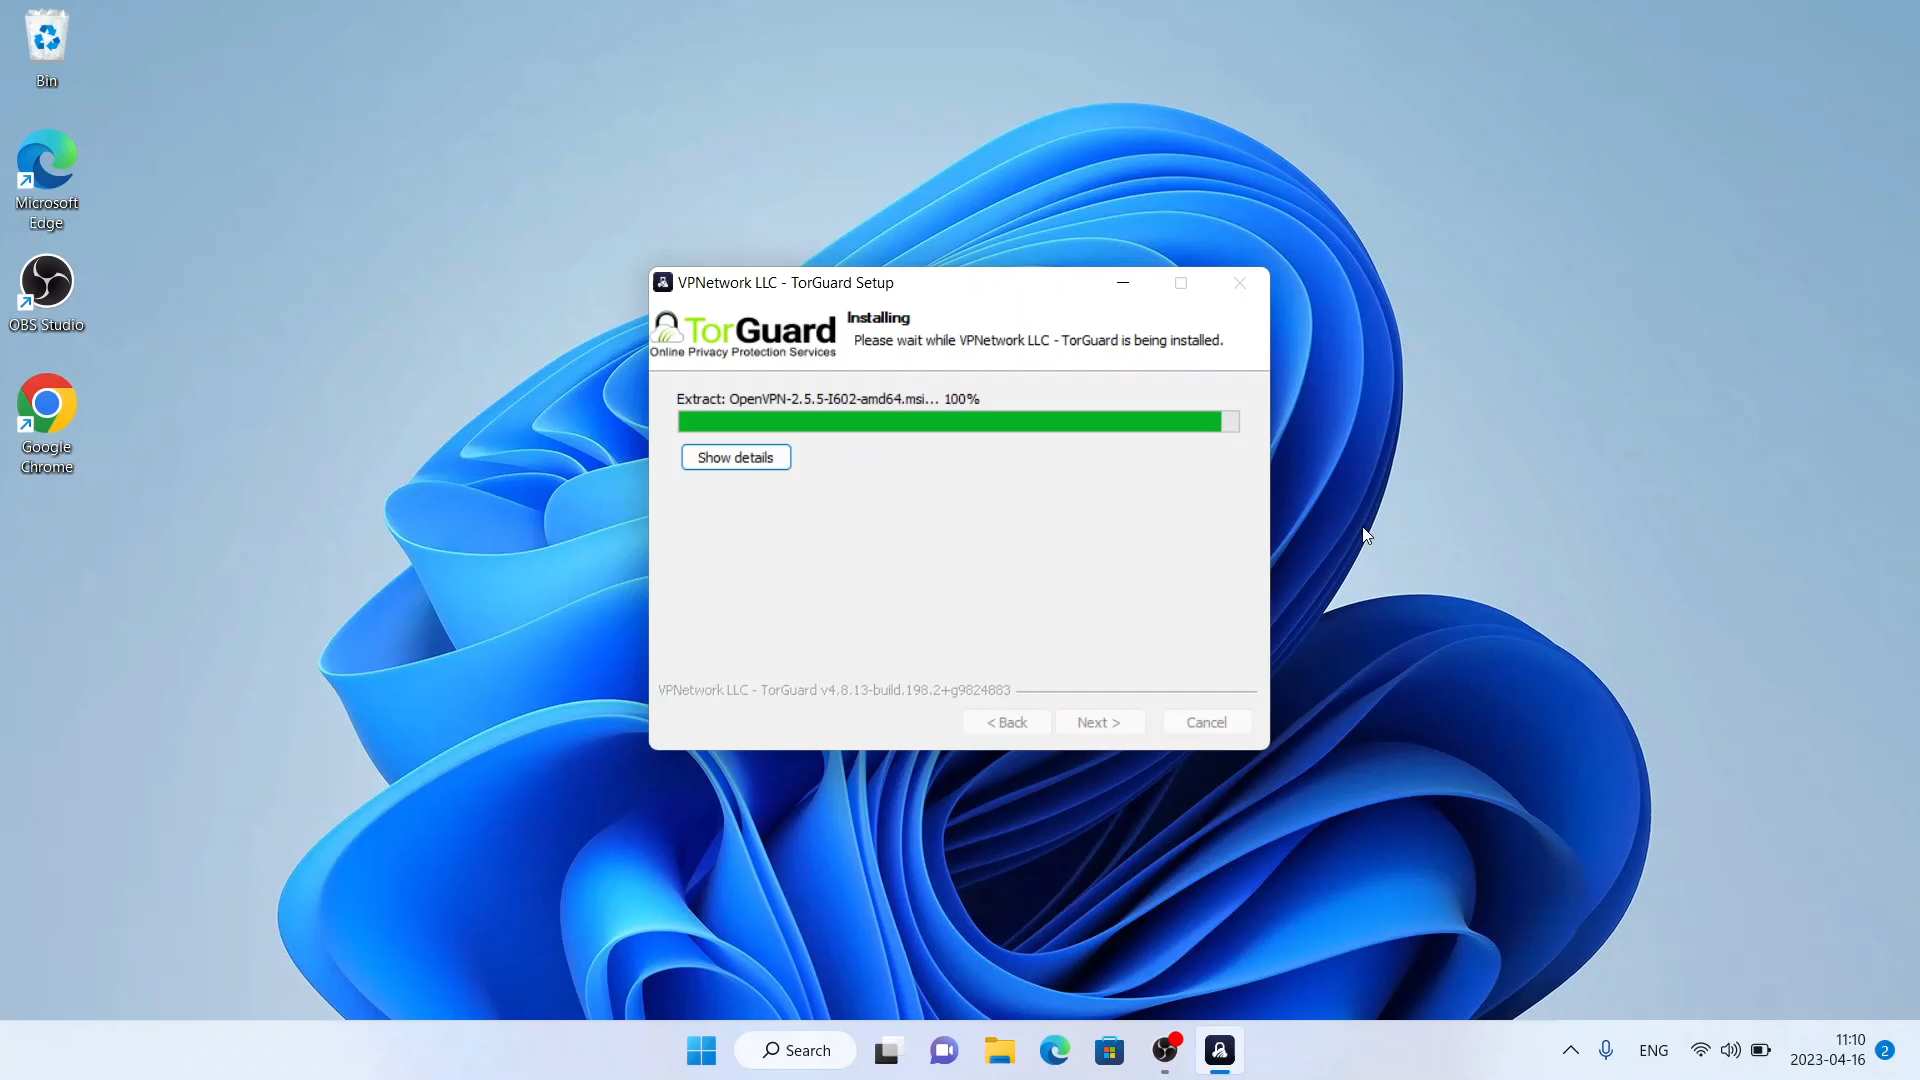 Bin
Microsoft
Edge
OBS Studio
Google
Chrome
VPNetwork LLC - TorGuard Setup
TorGuard
Online Privacy Protection Services
Installing
Please wait while VPNetwork LLC - TorGuard is being installed.
Extract: OpenVPN-2.5.5-I602-amd64.msi... 100%
Show details
VPNetwork LLC - TorGuard v4.8.13-build.198.2+g9824883
< Back
Next >
Cancel
Search
ENG
11:10
2023-04-16
2